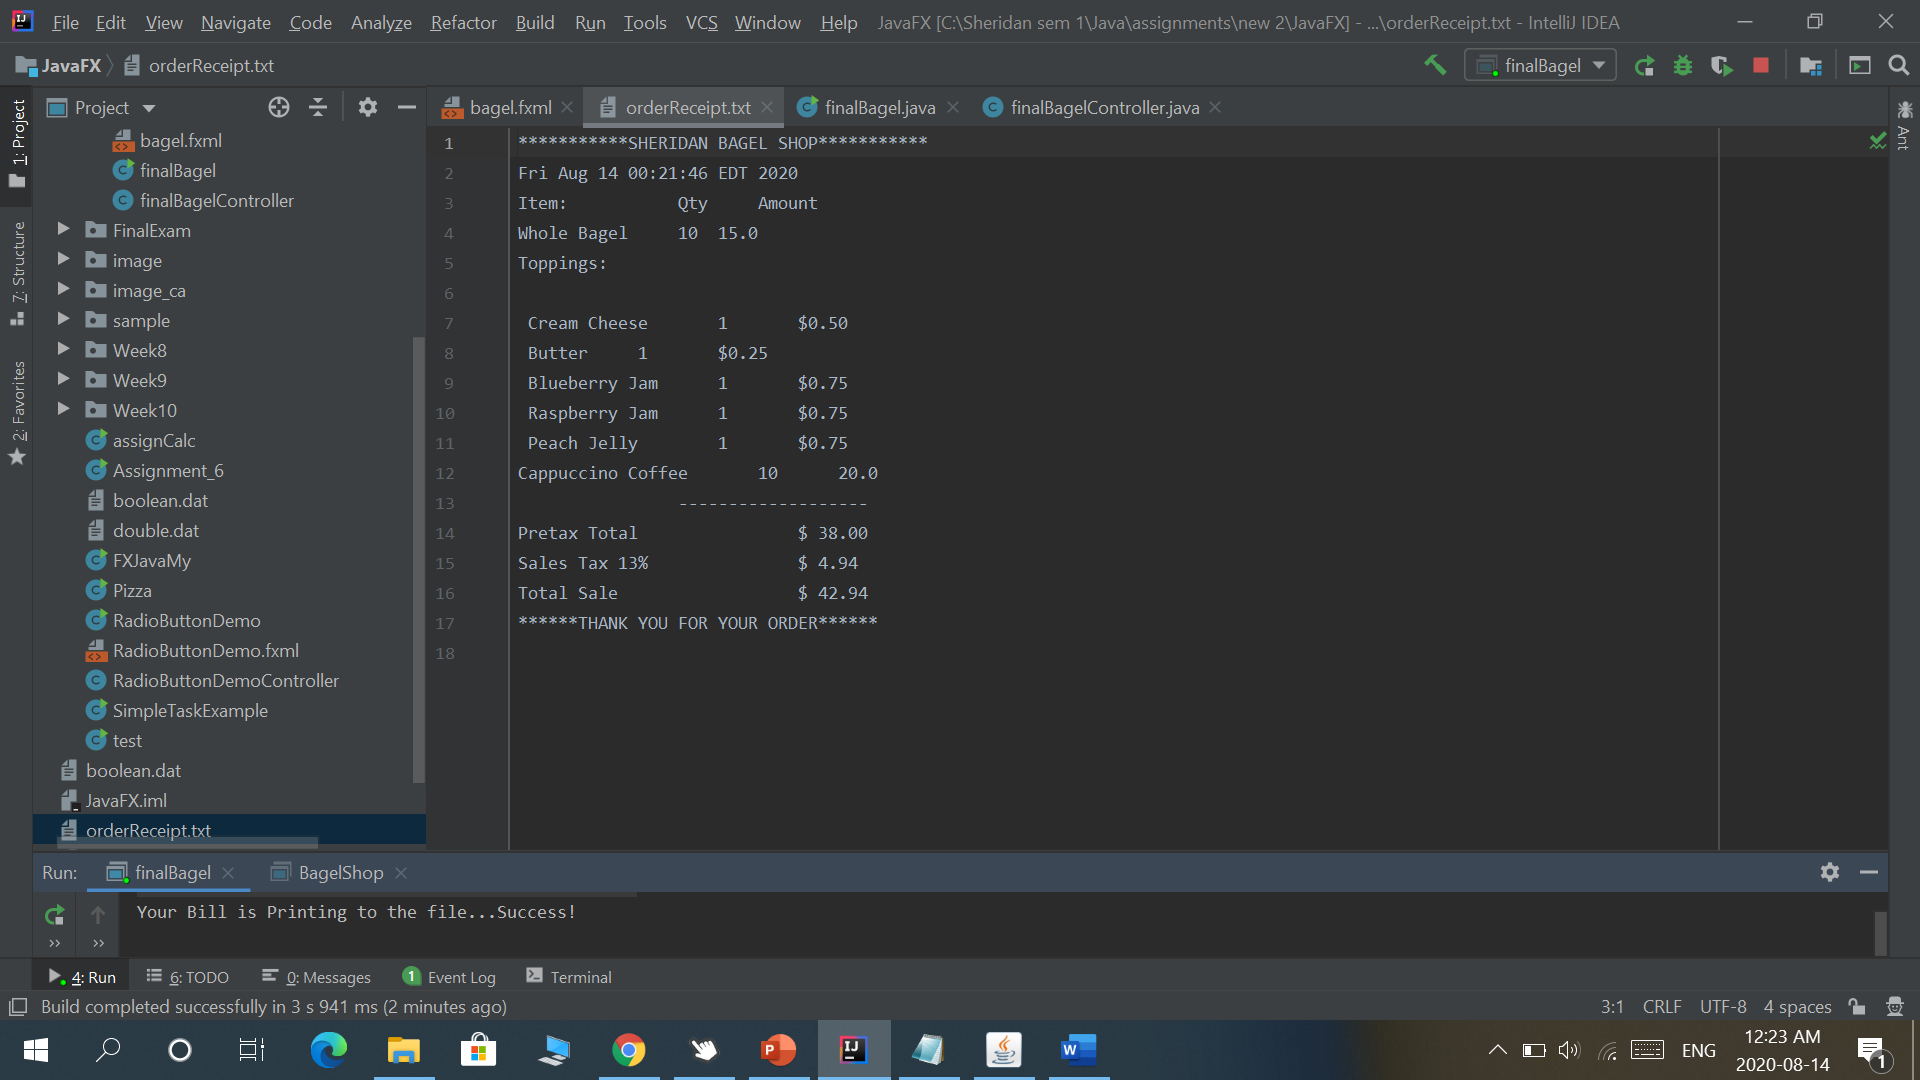 File Edit View Navigate Code Analyze Refactor Build Run Tools VCS Window Help JavaFX [C:\Sheridan sem 1\Java\assignments\new 2\JavaFX] - ...\orderReceipt.txt - IntelliJ IDEA
JavaFX orderReceipt.txt finalBagel
Project bagel.fxml orderReceipt.txt finalBagel.java finalBagelController.java
1: Project
7: Structure
2: Favorites
Ant
bagel.fxml
finalBagel
finalBagelController
FinalExam
image
image_ca
sample
Week8
Week9
Week10
assignCalc
Assignment_6
boolean.dat
double.dat
FXJavaMy
Pizza
RadioButtonDemo
RadioButtonDemo.fxml
RadioButtonDemoController
SimpleTaskExample
test
boolean.dat
JavaFX.iml
orderReceipt.txt
1 ***********SHERIDAN BAGEL SHOP***********
2 Fri Aug 14 00:21:46 EDT 2020
3 Item:           Qty     Amount
4 Whole Bagel     10  15.0
5 Toppings:
6
7  Cream Cheese       1       $0.50
8  Butter     1       $0.25
9  Blueberry Jam      1       $0.75
10  Raspberry Jam      1       $0.75
11  Peach Jelly        1       $0.75
12 Cappuccino Coffee       10      20.0
13                 -------------------
14 Pretax Total                $ 38.00
15 Sales Tax 13%               $ 4.94
16 Total Sale                  $ 42.94
17 ******THANK YOU FOR YOUR ORDER******
18
Run: finalBagel BagelShop
Your Bill is Printing to the file...Success!
4: Run 6: TODO 0: Messages 1 Event Log Terminal
Build completed successfully in 3 s 941 ms (2 minutes ago) 3:1 CRLF UTF-8 4 spaces
ENG 12:23 AM
2020-08-14 1